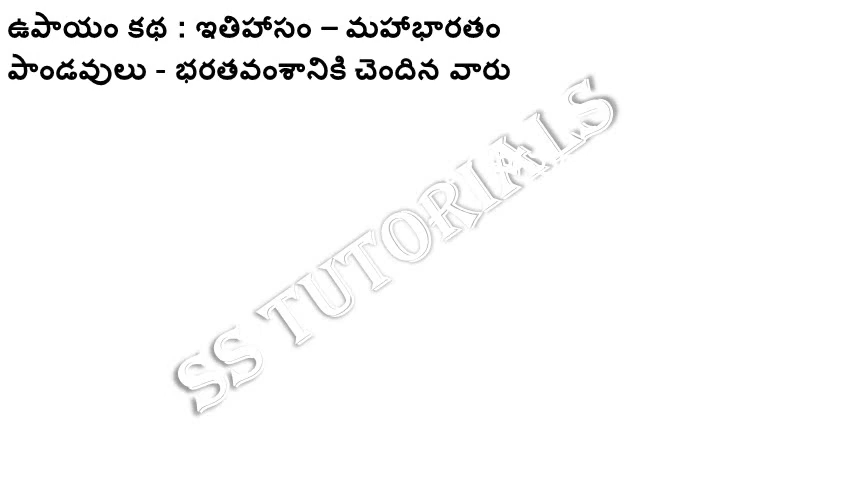 ఉపాయం కథ : ఇతిహాసం – మహాభారతం
పాండవులు - భరతవంశానికి చెందిన వారు
SS TUTORIALS